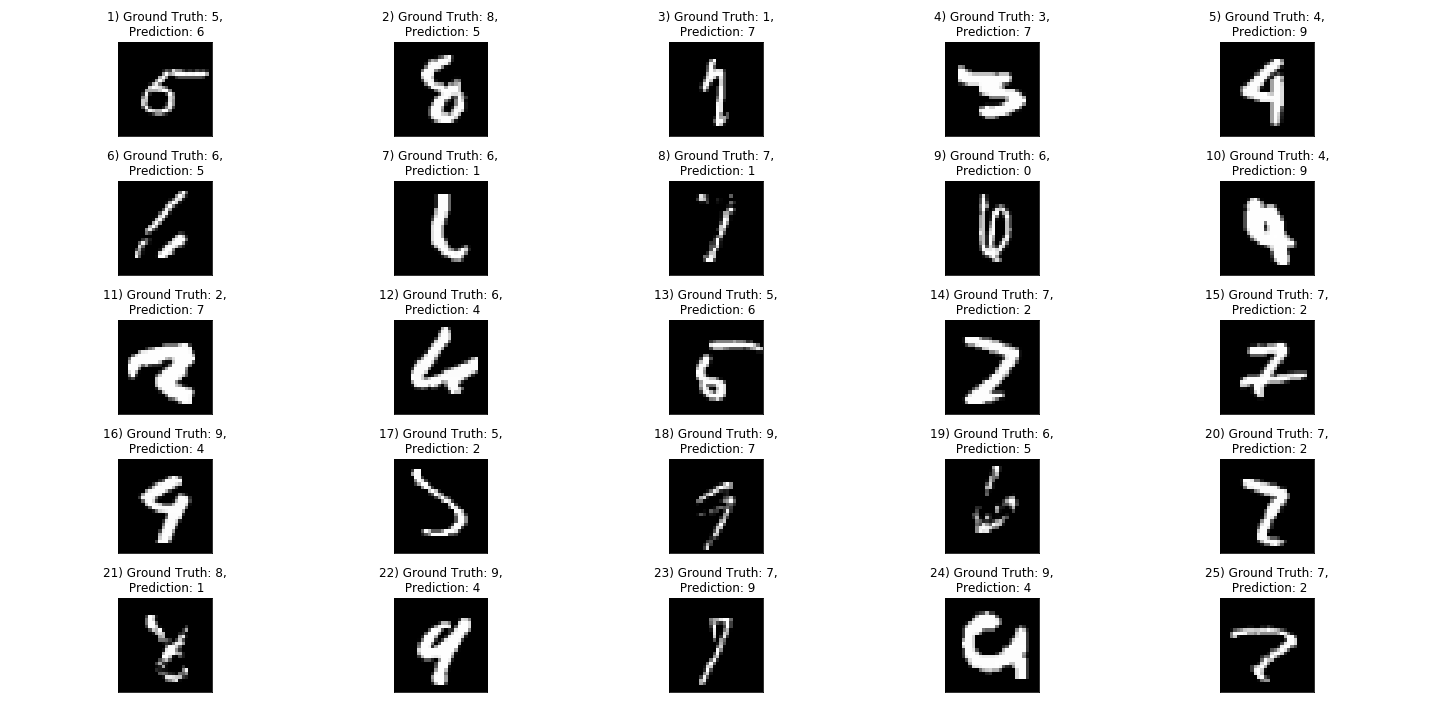 1) Ground Truth: 5,
Prediction: 6
2) Ground Truth: 8,
Prediction: 5
3) Ground Truth: 1,
Prediction: 7
4) Ground Truth: 3,
Prediction: 7
5) Ground Truth: 4,
Prediction: 9
6) Ground Truth: 6,
Prediction: 5
7) Ground Truth: 6,
Prediction: 1
8) Ground Truth: 7,
Prediction: 1
9) Ground Truth: 6,
Prediction: 0
10) Ground Truth: 4,
Prediction: 9
11) Ground Truth: 2,
Prediction: 7
12) Ground Truth: 6,
Prediction: 4
13) Ground Truth: 5,
Prediction: 6
14) Ground Truth: 7,
Prediction: 2
15) Ground Truth: 7,
Prediction: 2
16) Ground Truth: 9,
Prediction: 4
17) Ground Truth: 5,
Prediction: 2
18) Ground Truth: 9,
Prediction: 7
19) Ground Truth: 6,
Prediction: 5
20) Ground Truth: 7,
Prediction: 2
21) Ground Truth: 8,
Prediction: 1
22) Ground Truth: 9,
Prediction: 4
23) Ground Truth: 7,
Prediction: 9
24) Ground Truth: 9,
Prediction: 4
25) Ground Truth: 7,
Prediction: 2